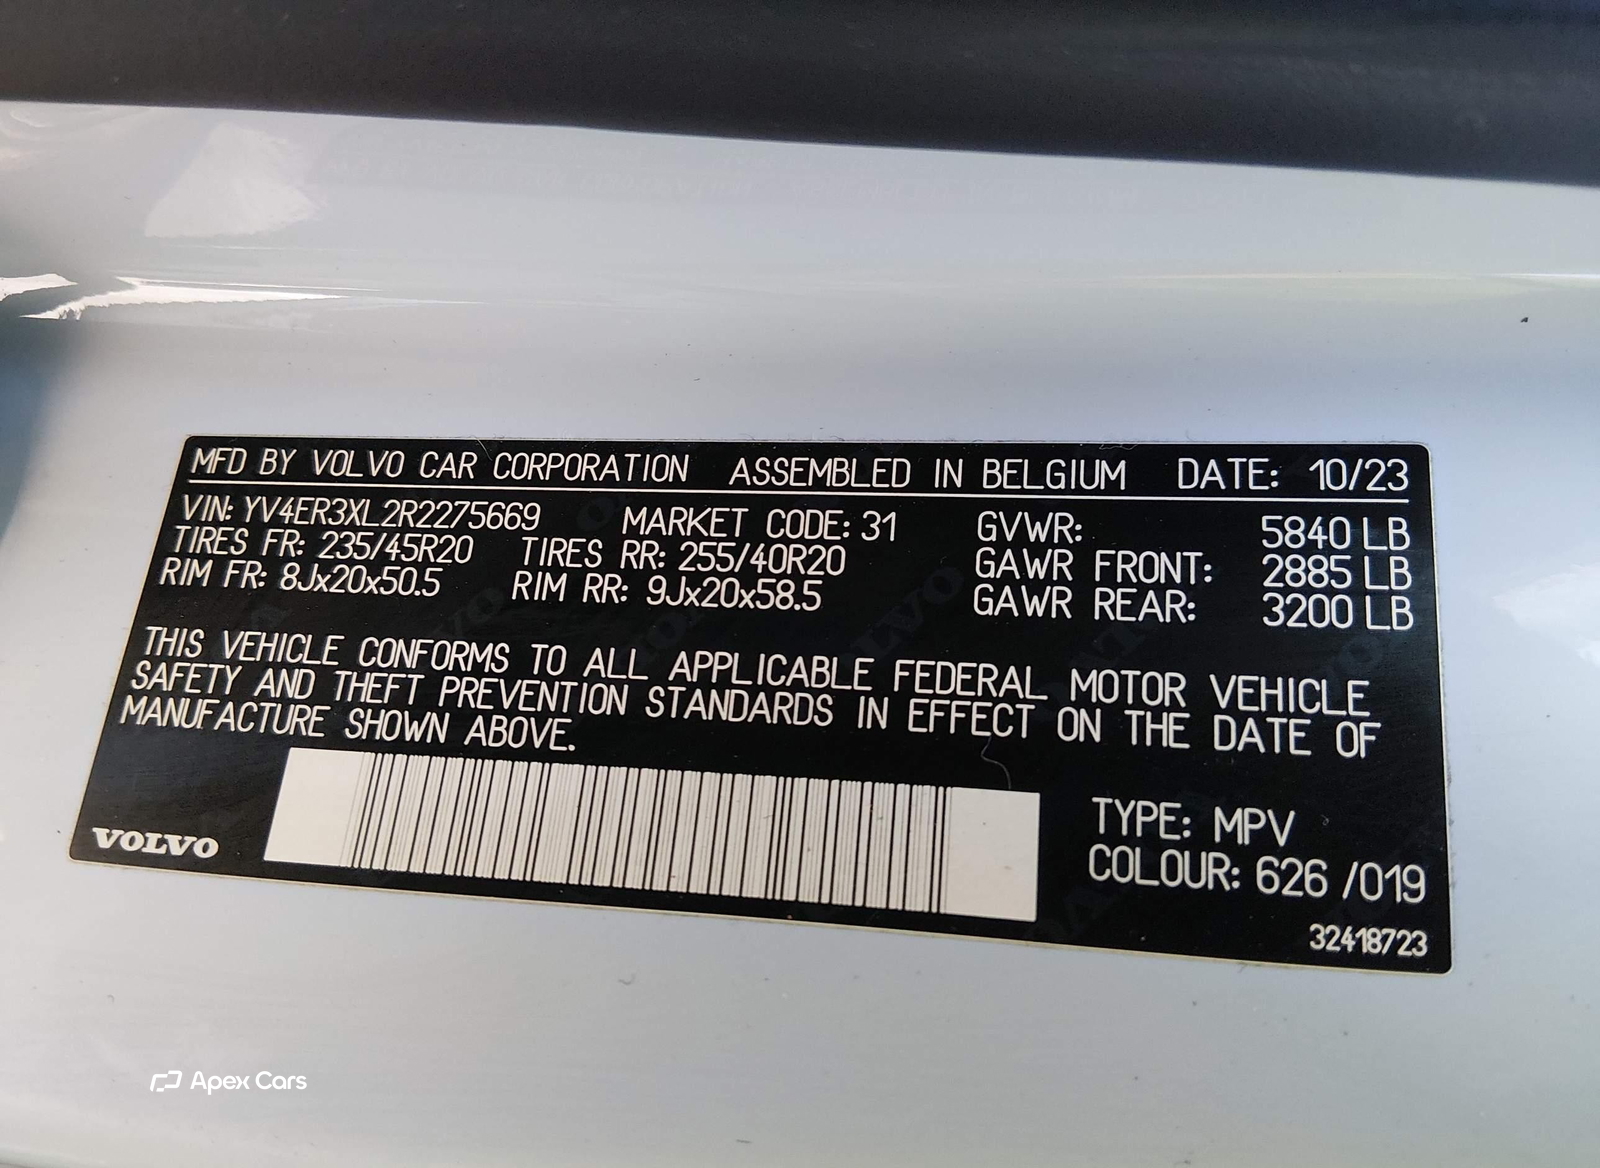 MFD BY VOLVO CAR CORPORATION ASSEMBLED IN BELGIUM DATE: 10/23
VIN: YV4ER3XL2R2275669 MARKET CODE: 31 GVWR: 5840 LB
TIRES FR: 235/45R20 TIRES RR: 255/40R20 GAWR FRONT: 2885 LB
RIM FR: 8Jx20x50.5 RIM RR: 9Jx20x58.5 GAWR REAR: 3200 LB
THIS VEHICLE CONFORMS TO ALL APPLICABLE FEDERAL MOTOR VEHICLE
SAFETY AND THEFT PREVENTION STANDARDS IN EFFECT ON THE DATE OF
MANUFACTURE SHOWN ABOVE.
TYPE: MPV
VOLVO
COLOUR: 626 /019
32418723
Apex Cars